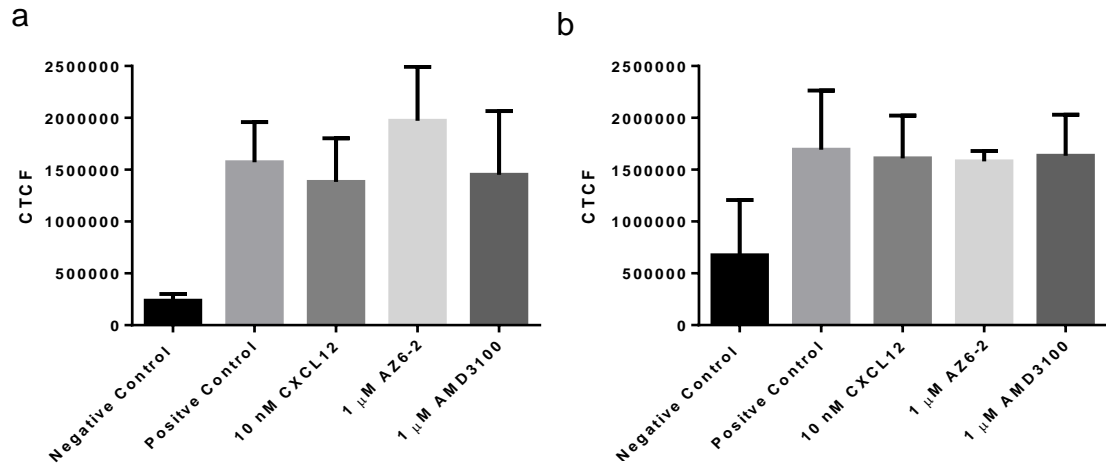 a
2500000
2000000
1500000
1000000
500000
0
CTCF
Negative Control
Positve Control
10 nM CXCL12
1 μM AZ6-2
1 μM AMD3100
b
2500000
2000000
1500000
1000000
500000
0
CTCF
Negative Control
Positve Control
10 nM CXCL12
1 μM AZ6-2
1 μM AMD3100